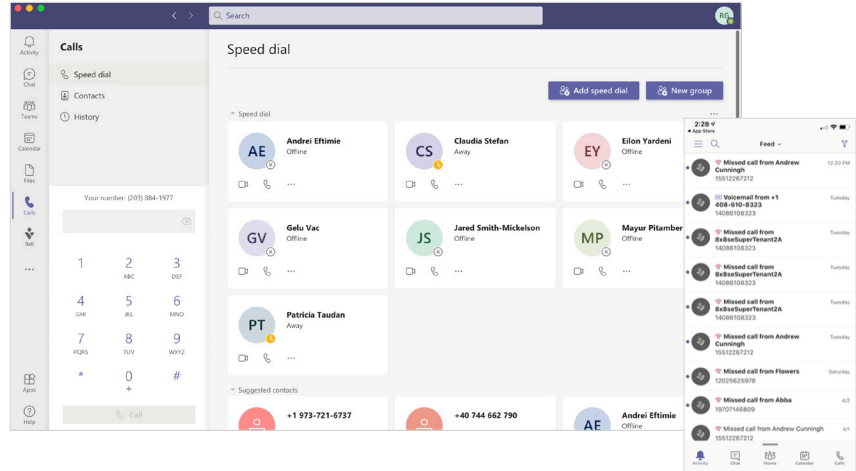 Search
RG
Activity
Chat
Teams
Calendar
Files
Calls
Bell
...
Apps
Help
Calls
Speed dial
Contacts
History
Your number: (203) 884-1977
1
2
ABC
3
DEF
4
GHI
5
JKL
6
MNO
7
PQRS
8
TUV
9
WXYZ
*
0
+
#
Call
Speed dial
Add speed dial
New group
Speed dial
...
AE
Andrei Eftimie
Offline
...
CS
Claudia Stefan
Away
...
EY
Eilon Yardeni
Offline
...
GV
Gelu Vac
Offline
...
JS
Jared Smith-Mickelson
Offline
...
MP
Mayur Pitamber
Offline
...
PT
Patricia Taudan
Away
...
Suggested contacts
+1 973-721-6737
+40 744 662 790
AE
Andrei Eftimie
Offline
2:28
App Store
Feed
Missed call from Andrew
Cunningh
15512267212
12:20 PM
Voicemail from +1
408-610-8323
14086108323
Tuesday
Missed call from
8x8seSuperTenant2A
14086108323
Tuesday
Missed call from
8x8seSuperTenant2A
14086108323
Tuesday
Missed call from
8x8seSuperTenant2A
14086108323
Tuesday
Missed call from Andrew
Cunningh
15512267212
Tuesday
Missed call from Flowers
12025625978
Saturday
Missed call from Abba
19707146809
4/2
Missed call from Andrew Cunningh
15512267212
4/1
Activity
Chat
Teams
Calendar
Calls